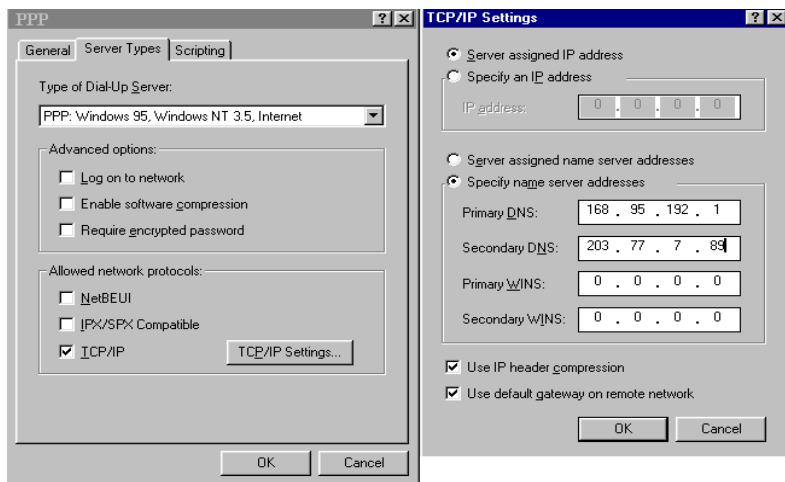 PPP
General Server Types Scripting
Type of Dial-Up Server:
PPP: Windows 95, Windows NT 3.5, Internet
Advanced options:
Log on to network
Enable software compression
Require encrypted password
Allowed network protocols:
NetBEUI
IPX/SPX Compatible
TCP/IP TCP/IP Settings...
OK Cancel
TCP/IP Settings
Server assigned IP address
Specify an IP address
IP address: 0 . 0 . 0 . 0
Server assigned name server addresses
Specify name server addresses
Primary DNS: 168 . 95 . 192 . 1
Secondary DNS: 203 . 77 . 7 . 89
Primary WINS: 0 . 0 . 0 . 0
Secondary WINS: 0 . 0 . 0 . 0
Use IP header compression
Use default gateway on remote network
OK Cancel